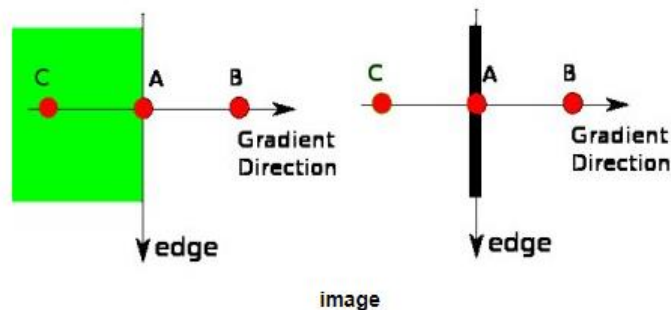 C
A
B
Gradient
Direction
edge
C
A
B
Gradient
Direction
edge
image